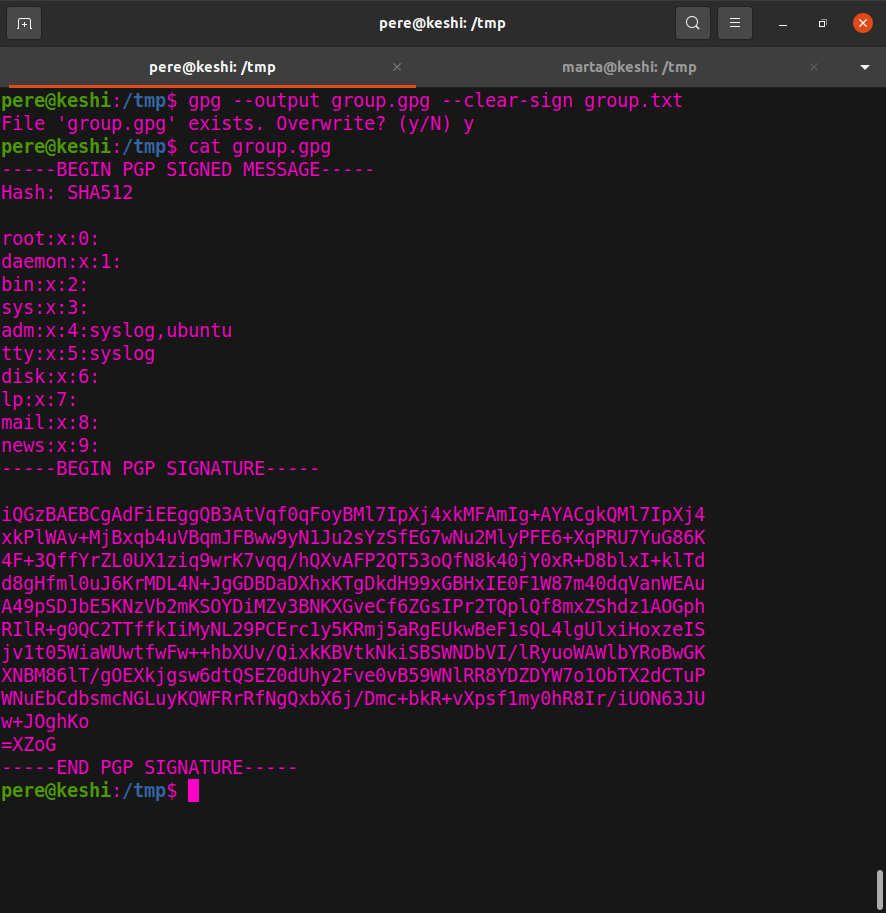 pere@keshi: /tmp
pere@keshi: /tmp
marta@keshi: /tmp
pere@keshi:/tmp$ gpg --output group.gpg --clear-sign group.txt
File 'group.gpg' exists. Overwrite? (y/N) y
pere@keshi:/tmp$ cat group.gpg
-----BEGIN PGP SIGNED MESSAGE-----
Hash: SHA512
root:x:0:
daemon:x:1:
bin:x:2:
sys:x:3:
adm:x:4:syslog,ubuntu
tty:x:5:syslog
disk:x:6:
lp:x:7:
mail:x:8:
news:x:9:
-----BEGIN PGP SIGNATURE-----
iQGzBAEBCgAdFiEEggQB3AtVqf0qFoyBMl7IpXj4xkMFAmIg+AYACgkQMl7IpXj4
xkPlWAv+MjBxqb4uVBqmJFBww9yN1Ju2sYzSfEG7wNu2MlyPFE6+XqPRU7YuG86K
4F+3QffYrZL0UX1ziq9wrK7vqq/hQXvAFP2QT53oQfN8k40jY0xR+D8blxI+klTd
d8gHfml0uJ6KrMDL4N+JgGDBDaDXhxKTgDkdH99xGBHxIE0F1W87m40dqVanWEAu
A49pSDJbE5KNzVb2mKSOYDiMZv3BNKXGveCf6ZGsIPr2TQplQf8mxZShdz1AOGph
RIlR+g0QC2TTffkIiMyNL29PCErc1y5KRmj5aRgEUkwBeF1sQL4lgUlxiHoxzeIS
jv1t05WiaWUwtfwFw++hbXUv/QixkKBVtkNkiSBSWNDbVI/lRyuoWAWlbYRoBwGK
XNBM86lT/gOEXkjgsw6dtQSEZ0dUhy2Fve0vB59WNlRR8YDZDYW7o1ObTX2dCTuP
WNuEbCdbsmcNGLuyKQWFRrRfNgQxbX6j/Dmc+bkR+vXpsf1my0hR8Ir/iUON63JU
w+JOghKo
=XZoG
-----END PGP SIGNATURE-----
pere@keshi:/tmp$